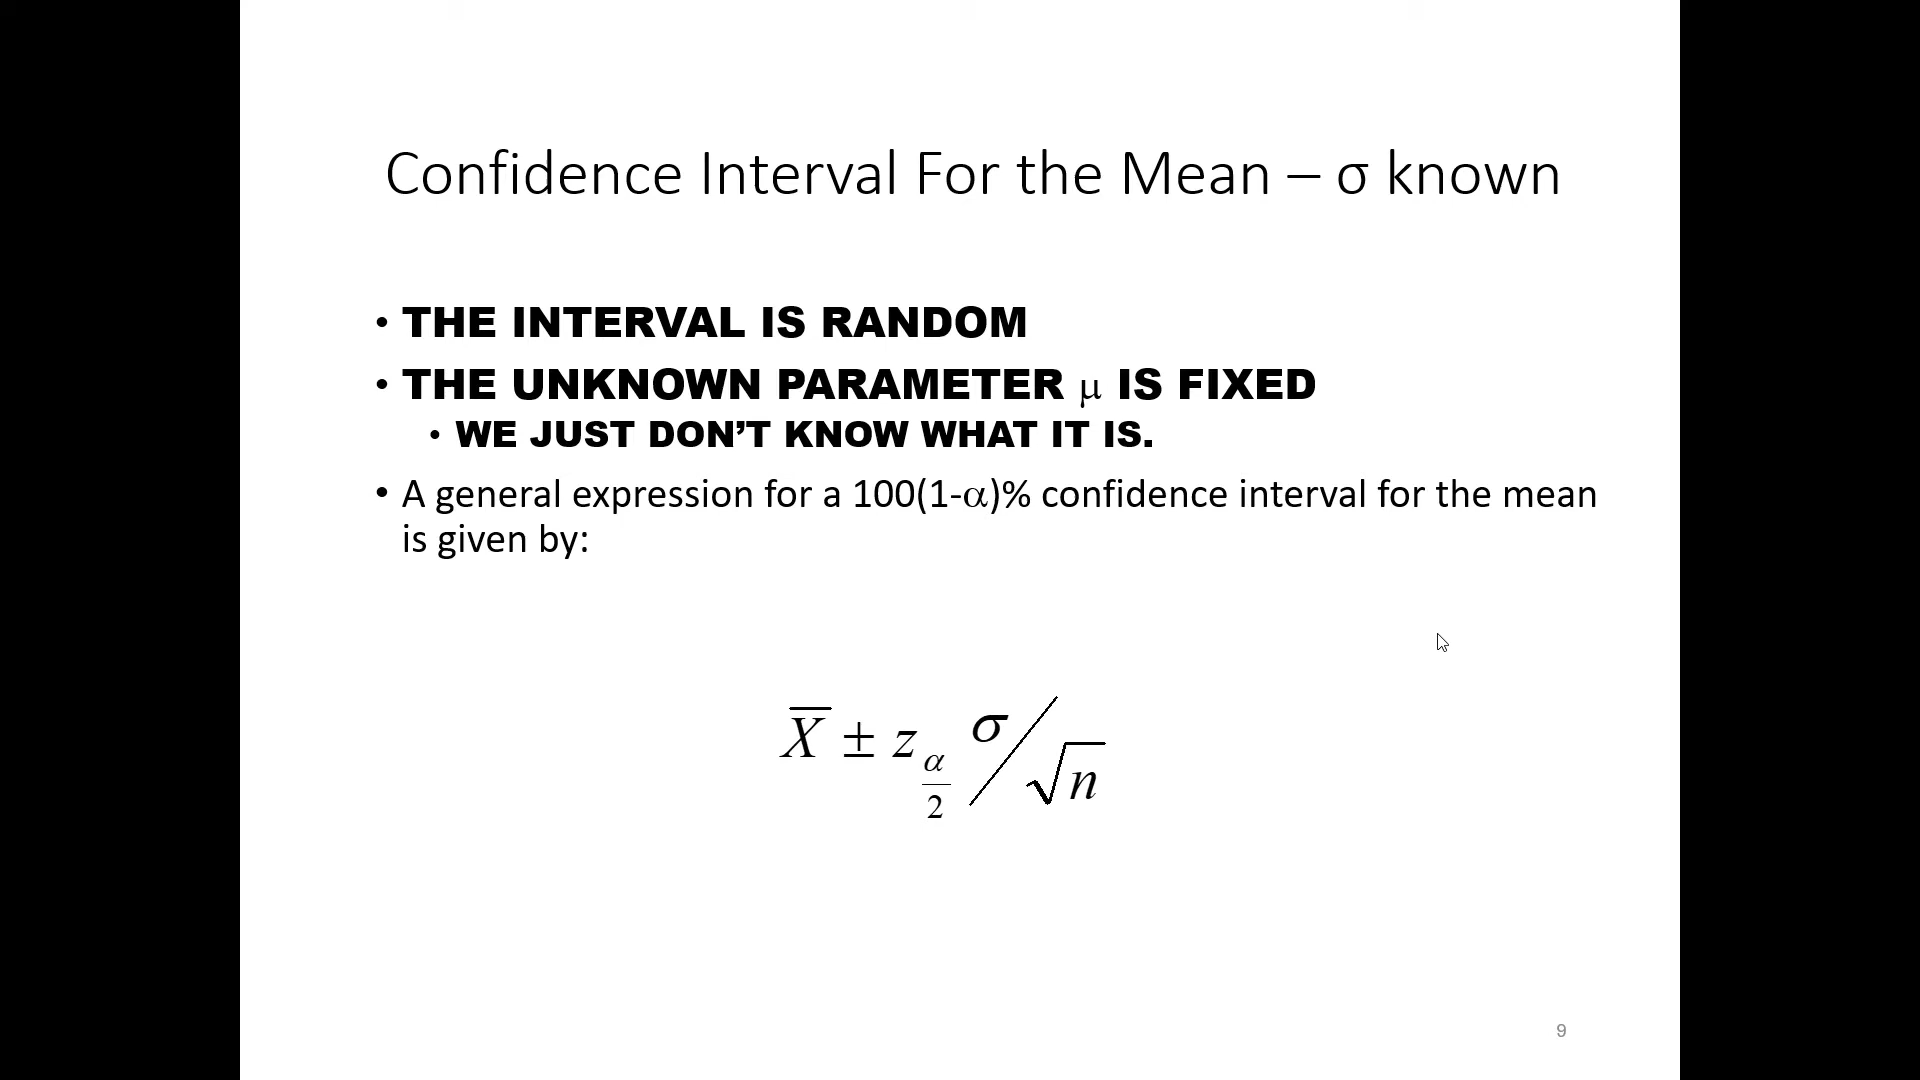 Confidence Interval For the Mean – σ known
• THE INTERVAL IS RANDOM
• THE UNKNOWN PARAMETER μ IS FIXED
• WE JUST DON’T KNOW WHAT IT IS.
• A general expression for a 100(1-α)% confidence interval for the mean
is given by:
X̅ ± z_{α/2} σ/√n
9